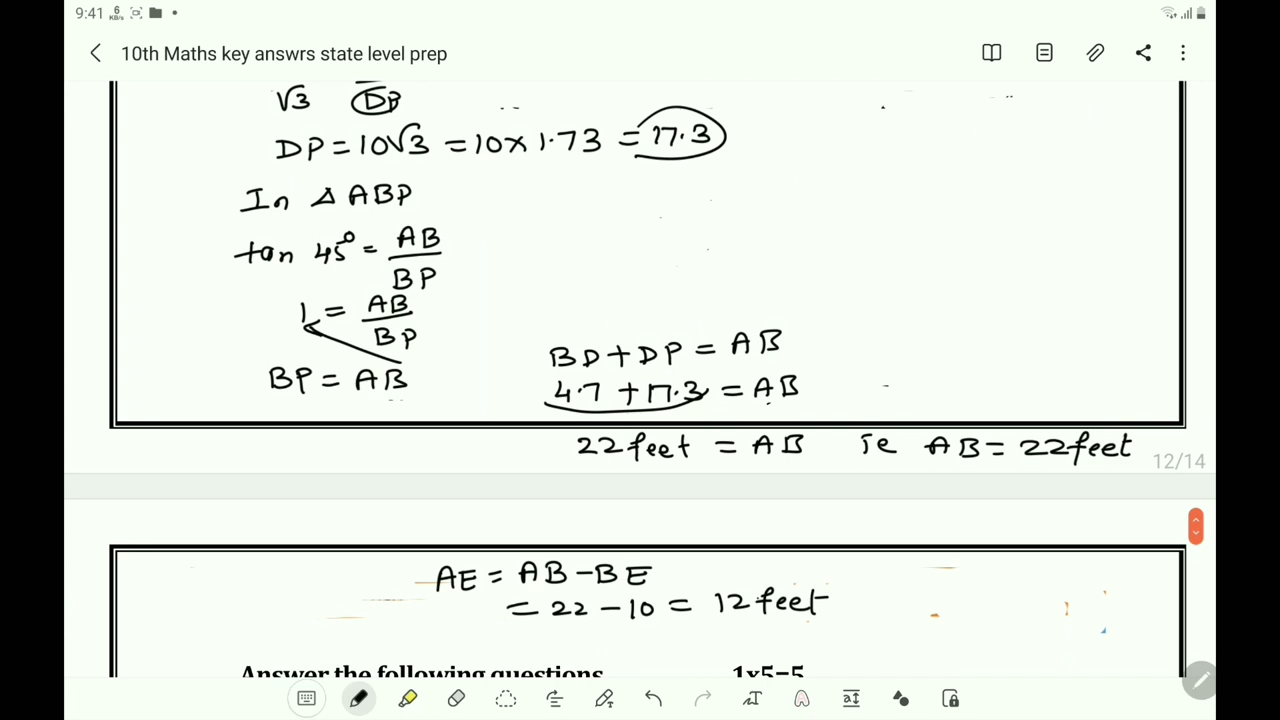 9:41 6 KB/s
10th Maths key answrs state level prep
√3 DP
DP = 10√3 = 10 × 1.73 = 17.3
In △ ABP
tan 45° = AB/BP
1 = AB/BP
BP = AB
BD + DP = AB
4.7 + 17.3 = AB
22 feet = AB ie AB = 22 feet
12/14
AE = AB - BE
= 22 - 10 = 12 feet
Answer the following questions 1x5=5